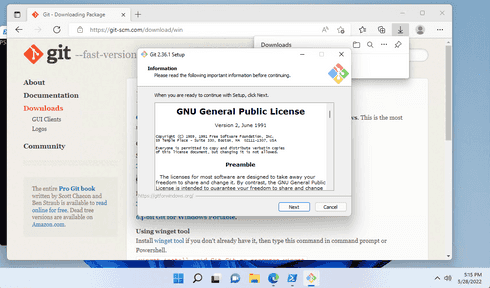 Git - Downloading Package
https://git-scm.com/download/win
Downloads
git --fast-version
About
Documentation
Downloads
GUI Clients
Logos
Community
The entire Pro Git book
written by Scott Chacon and
Ben Straub is available to read
online for free. Dead tree
versions are available on
Amazon.com.
Git 2.36.1 Setup
Information
Please read the following important information before continuing.
When you are ready to continue with Setup, click Next.
GNU General Public License
Version 2, June 1991
Copyright (C) 1989, 1991 Free Software Foundation, Inc.
59 Temple Place - Suite 330, Boston, MA 02111-1307, USA
Everyone is permitted to copy and distribute verbatim copies
of this license document, but changing it is not allowed.
Preamble
The licenses for most software are designed to take away your
freedom to share and change it. By contrast, the GNU General Public
License is intended to guarantee your freedom to share and change
https://gitforwindows.org/
Next
Cancel
ws. This is the most
64-bit Git for Windows Portable.
Using winget tool
Install winget tool if you don't already have it, then type this command in command prompt or
Powershell.
5:15 PM
5/28/2022